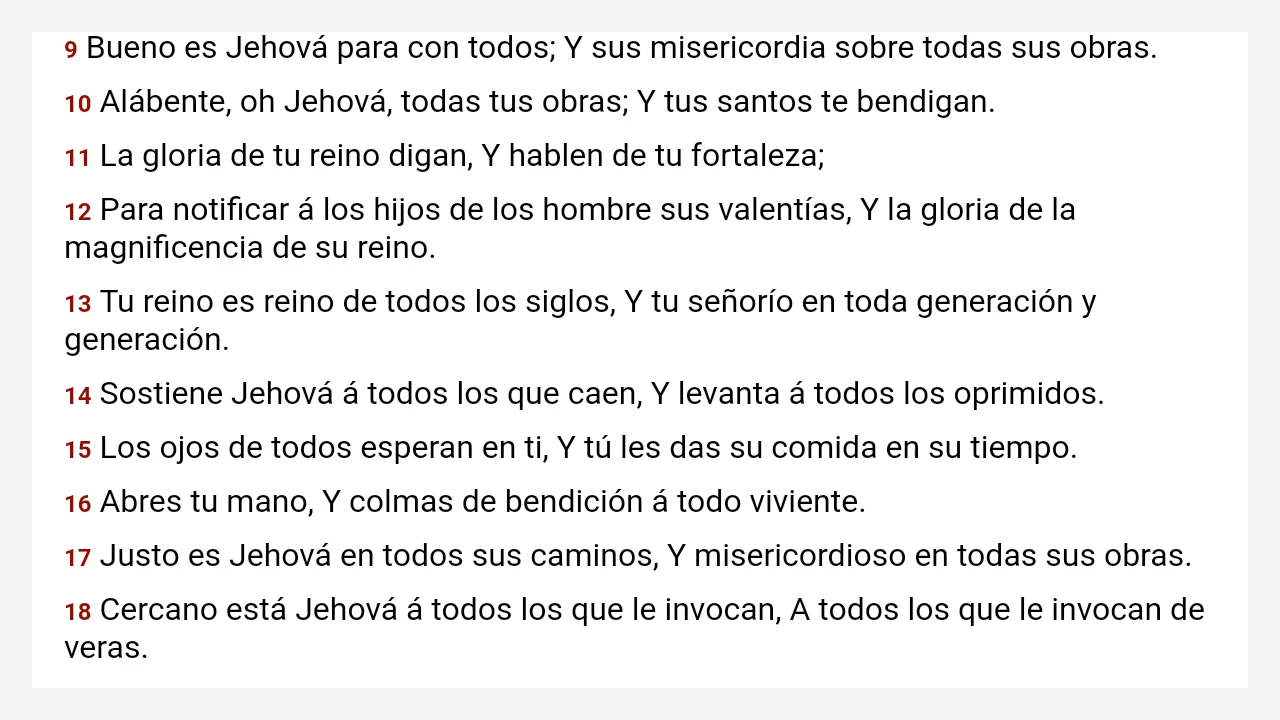 9 Bueno es Jehová para con todos; Y sus misericordia sobre todas sus obras.
10 Alábente, oh Jehová, todas tus obras; Y tus santos te bendigan.
11 La gloria de tu reino digan, Y hablen de tu fortaleza;
12 Para notificar á los hijos de los hombre sus valentías, Y la gloria de la
magnificencia de su reino.
13 Tu reino es reino de todos los siglos, Y tu señorío en toda generación y
generación.
14 Sostiene Jehová á todos los que caen, Y levanta á todos los oprimidos.
15 Los ojos de todos esperan en ti, Y tú les das su comida en su tiempo.
16 Abres tu mano, Y colmas de bendición á todo viviente.
17 Justo es Jehová en todos sus caminos, Y misericordioso en todas sus obras.
18 Cercano está Jehová á todos los que le invocan, A todos los que le invocan de
veras.